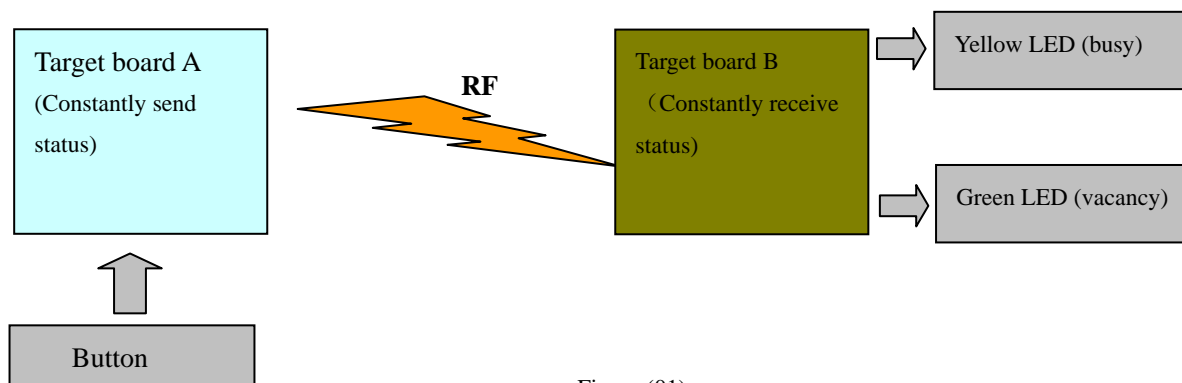 Target board A
(Constantly send
status)
RF
Target board B
（Constantly receive
status)
Yellow LED (busy)
Green LED (vacancy)
Button